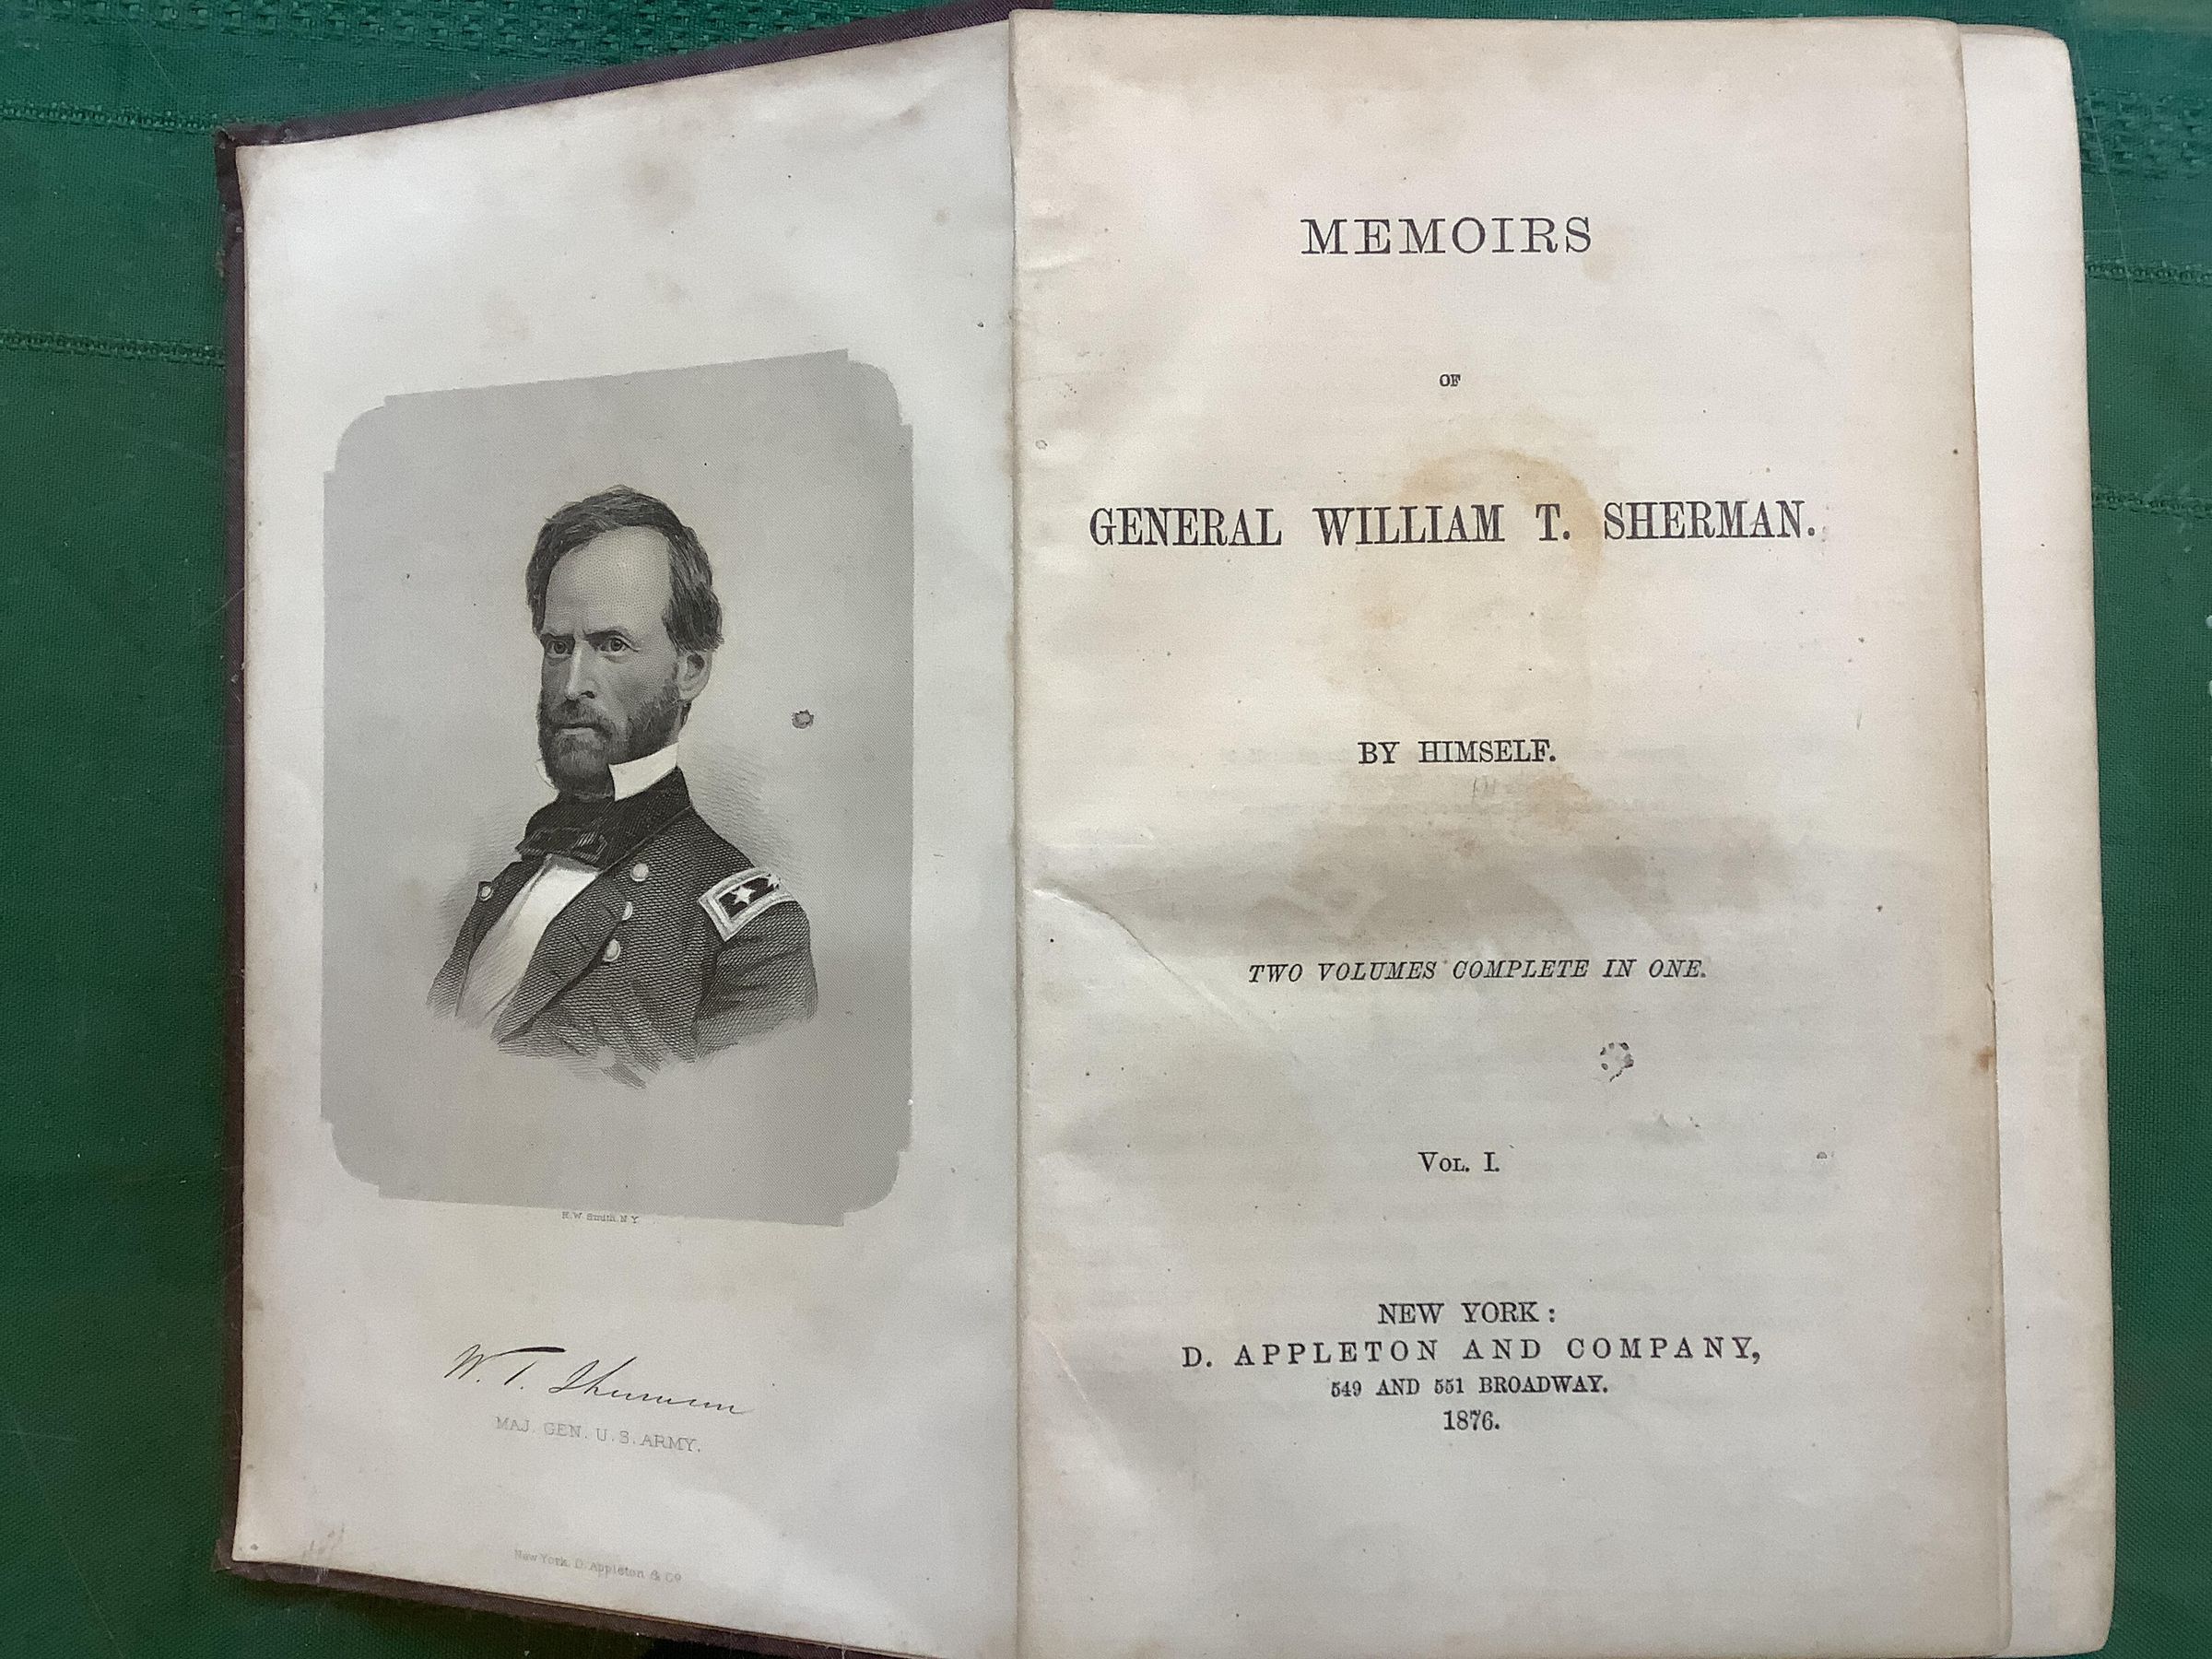 H.W. Smith, N.Y.
W. T. Sherman
MAJ. GEN. U.S. ARMY.
New York, D. Appleton & Co
MEMOIRS
OF
GENERAL WILLIAM T. SHERMAN.
BY HIMSELF.
TWO VOLUMES COMPLETE IN ONE.
VOL. I.
NEW YORK:
D. APPLETON AND COMPANY,
549 AND 551 BROADWAY.
1876.